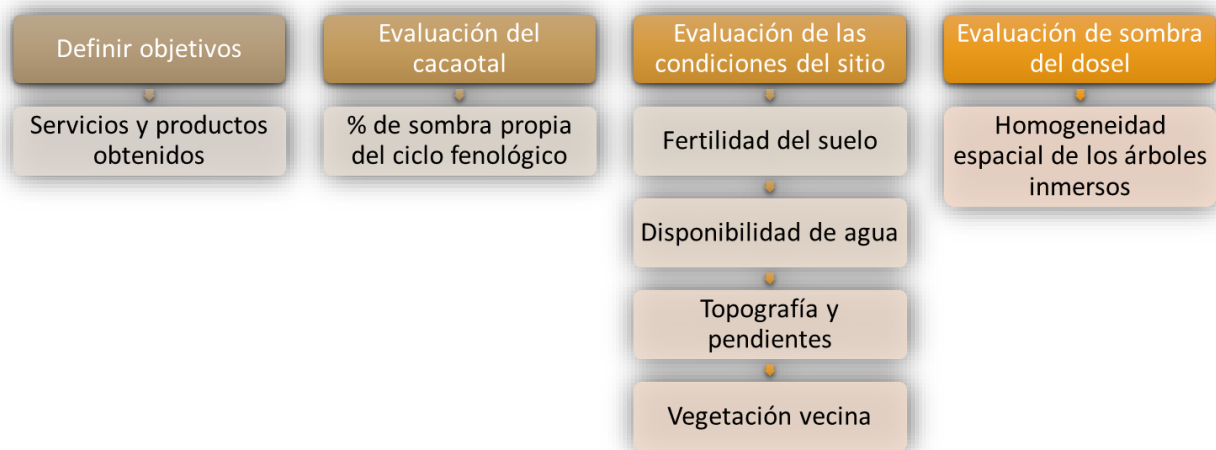 Definir objetivos
Servicios y productos
obtenidos
Evaluación del
cacaotal
% de sombra propia
del ciclo fenológico
Evaluación de las
condiciones del sitio
Fertilidad del suelo
Disponibilidad de agua
Topografía y
pendientes
Vegetación vecina
Evaluación de sombra
del dosel
Homogeneidad
espacial de los árboles
inmersos